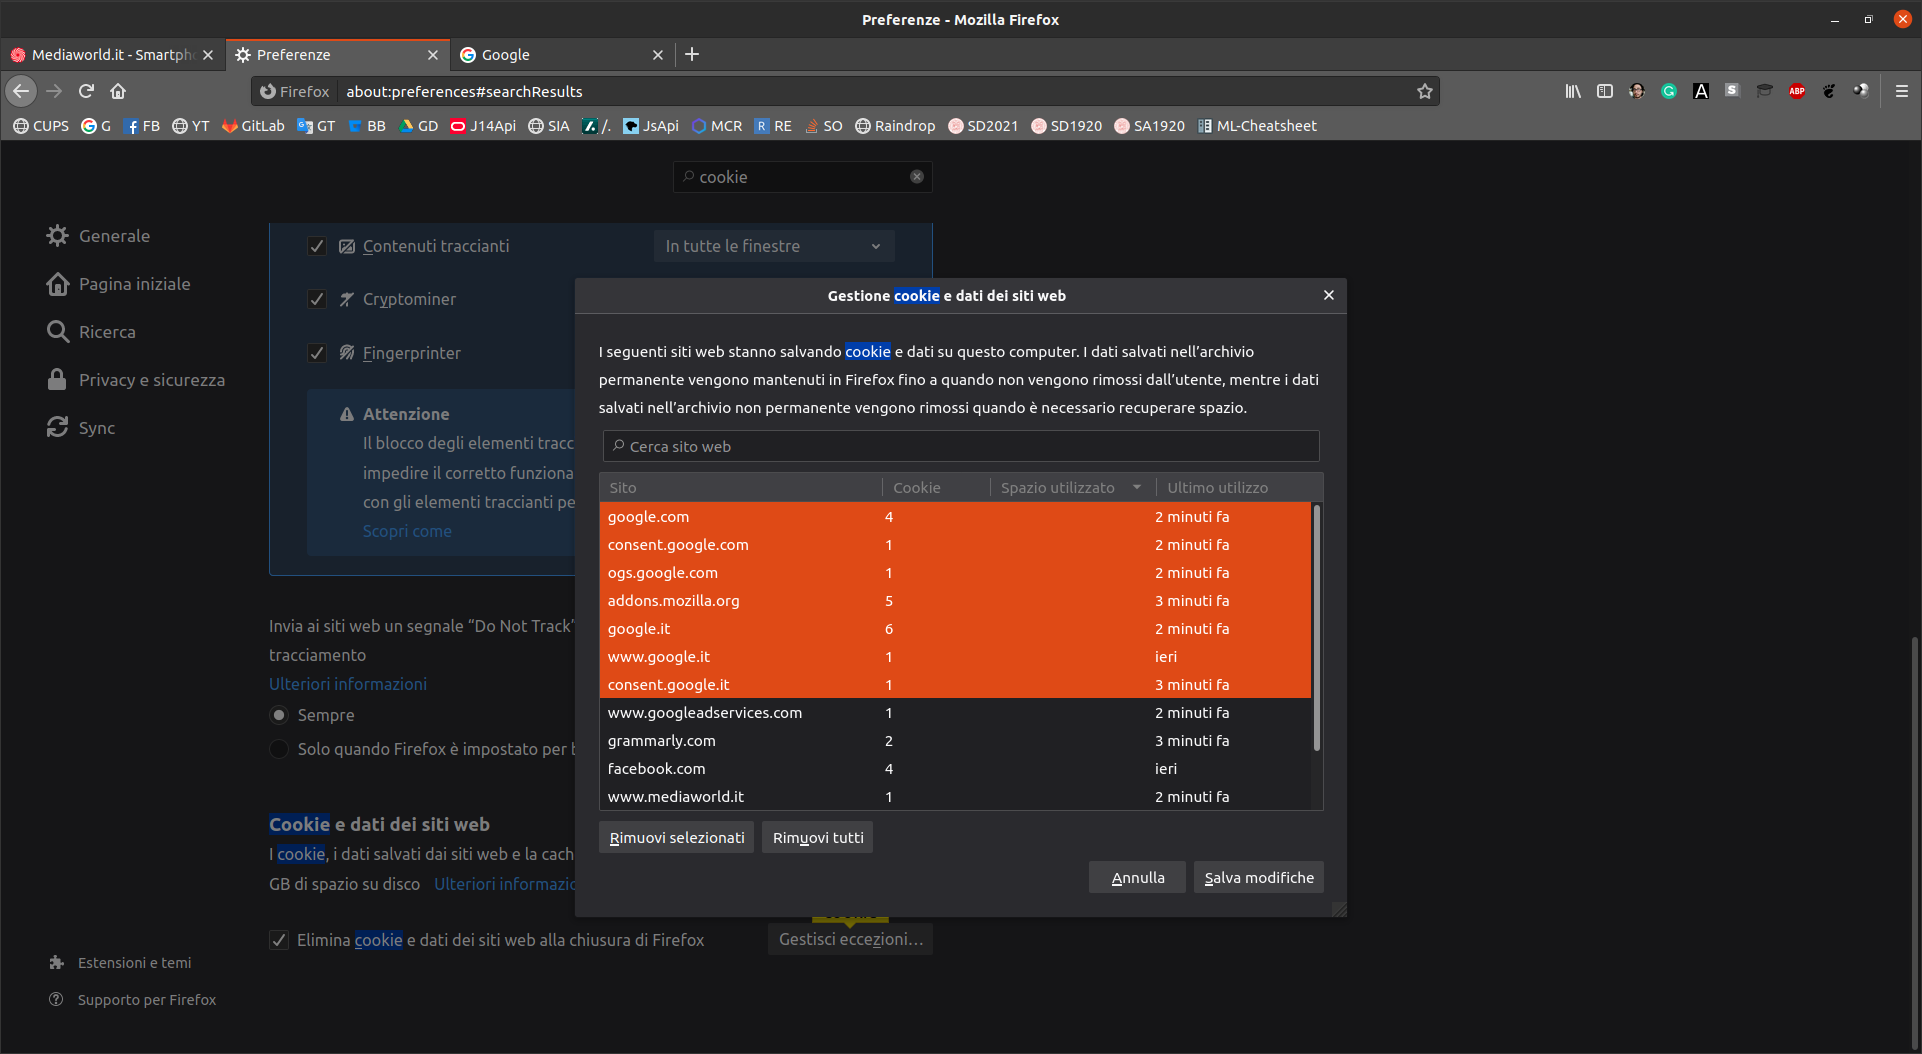 Preferenze - Mozilla Firefox
Mediaworld.it - Smartph
Preferenze
Google
Firefox
about:preferences#searchResults
ABP
CUPS
G
FB
YT
GitLab
GT
BB
GD
J14Api
SIA
/.
JsApi
MCR
RE
SO
Raindrop
SD2021
SD1920
SA1920
ML-Cheatsheet
cookie
Generale
Pagina iniziale
Ricerca
Privacy e sicurezza
Sync
Contenuti traccianti
In tutte le finestre
Cryptominer
Fingerprinter
Attenzione
Il blocco degli elementi tracc
impedire il corretto funziona
con gli elementi traccianti pe
Scopri come
Invia ai siti web un segnale “Do Not Track”
tracciamento
Ulteriori informazioni
Sempre
Solo quando Firefox è impostato per b
Cookie e dati dei siti web
I cookie, i dati salvati dai siti web e la cach
GB di spazio su disco Ulteriori informazio
Elimina cookie e dati dei siti web alla chiusura di Firefox
Gestisci eccezioni…
Estensioni e temi
Supporto per Firefox
Gestione cookie e dati dei siti web
I seguenti siti web stanno salvando cookie e dati su questo computer. I dati salvati nell’archivio
permanente vengono mantenuti in Firefox fino a quando non vengono rimossi dall’utente, mentre i dati
salvati nell’archivio non permanente vengono rimossi quando è necessario recuperare spazio.
Cerca sito web
Sito Cookie Spazio utilizzato Ultimo utilizzo
google.com 4 2 minuti fa
consent.google.com 1 2 minuti fa
ogs.google.com 1 2 minuti fa
addons.mozilla.org 5 3 minuti fa
google.it 6 2 minuti fa
www.google.it 1 ieri
consent.google.it 1 3 minuti fa
www.googleadservices.com 1 2 minuti fa
grammarly.com 2 3 minuti fa
facebook.com 4 ieri
www.mediaworld.it 1 2 minuti fa
Rimuovi selezionati
Rimuovi tutti
Annulla
Salva modifiche